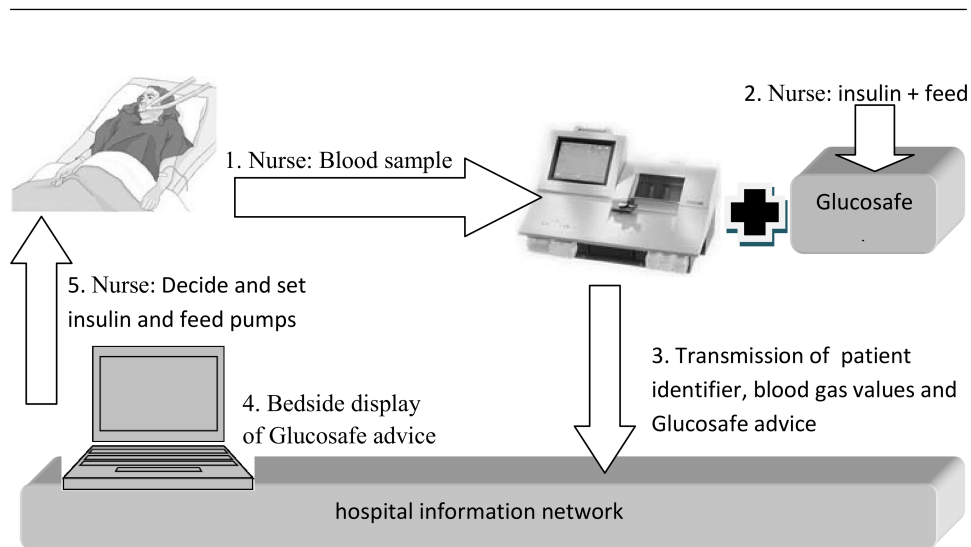 1. Nurse: Blood sample
2. Nurse: insulin + feed
Glucosafe
.
3. Transmission of patient
identifier, blood gas values and
Glucosafe advice
4. Bedside display
of Glucosafe advice
5. Nurse: Decide and set
insulin and feed pumps
hospital information network